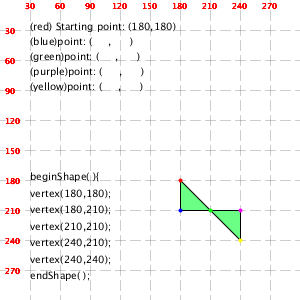 30 60 90 120 150 180 210 240 270
30
60
90
120
150
180
210
240
270
(red) Starting point: (180,180)
(blue)point: ( , )
(green)point: ( , )
(purple)point: ( , )
(yellow)point: ( , )
beginShape( ){
vertex(180,180);
vertex(180,210);
vertex(210,210);
vertex(240,210);
vertex(240,240);
endShape( );